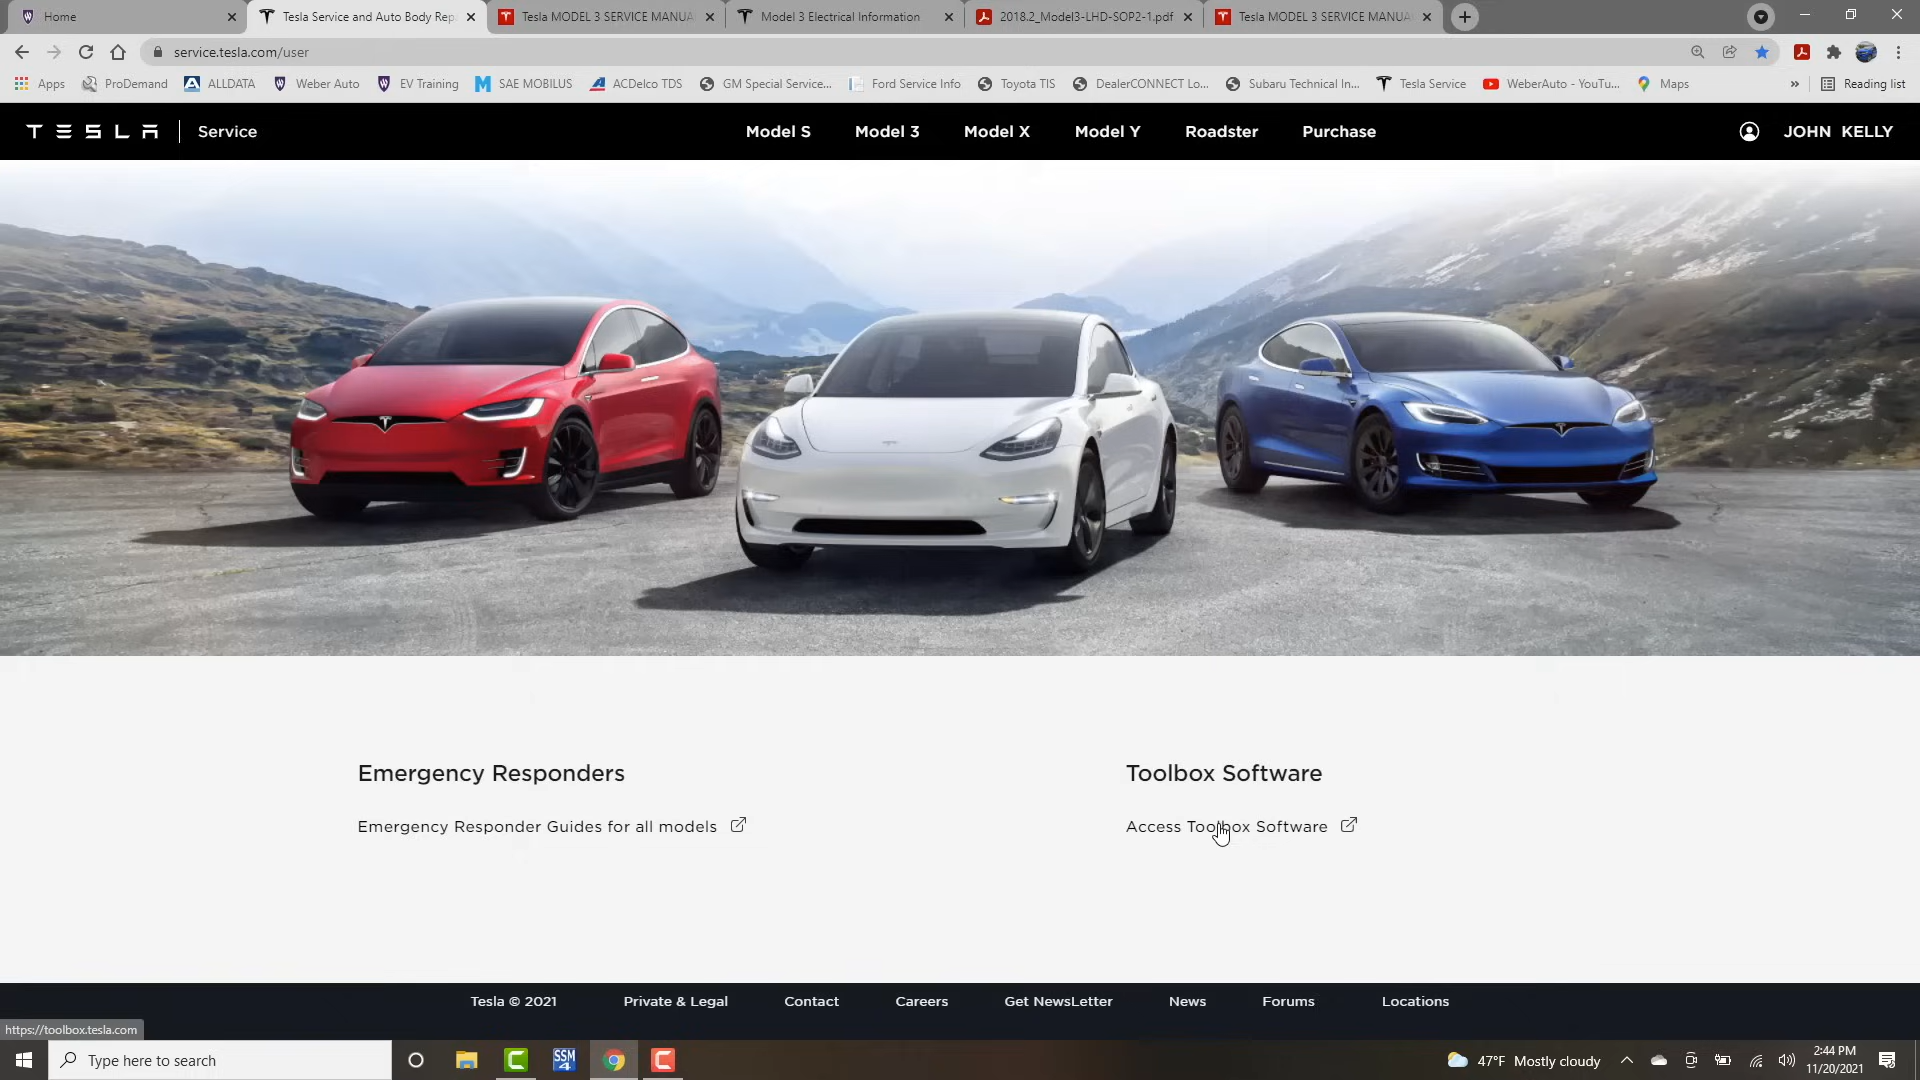 Home
Tesla Service and Auto Body Rep
Tesla MODEL 3 SERVICE MANUA
Model 3 Electrical Information
2018.2_Model3-LHD-SOP2-1.pdf
Tesla MODEL 3 SERVICE MANUA
service.tesla.com/user
Apps
ProDemand
ALLDATA
Weber Auto
EV Training
SAE MOBILUS
ACDelco TDS
GM Special Service...
Ford Service Info
Toyota TIS
DealerCONNECT Lo...
Subaru Technical In...
Tesla Service
WeberAuto - YouTu...
Maps
»
Reading list
TESLA
Service
Model S
Model 3
Model X
Model Y
Roadster
Purchase
JOHN KELLY
Emergency Responders
Toolbox Software
Emergency Responder Guides for all models
Access Toolbox Software
Tesla © 2021
Private & Legal
Contact
Careers
Get NewsLetter
News
Forums
Locations
https://toolbox.tesla.com
Type here to search
SSM
4
47°F Mostly cloudy
2:44 PM
11/20/2021